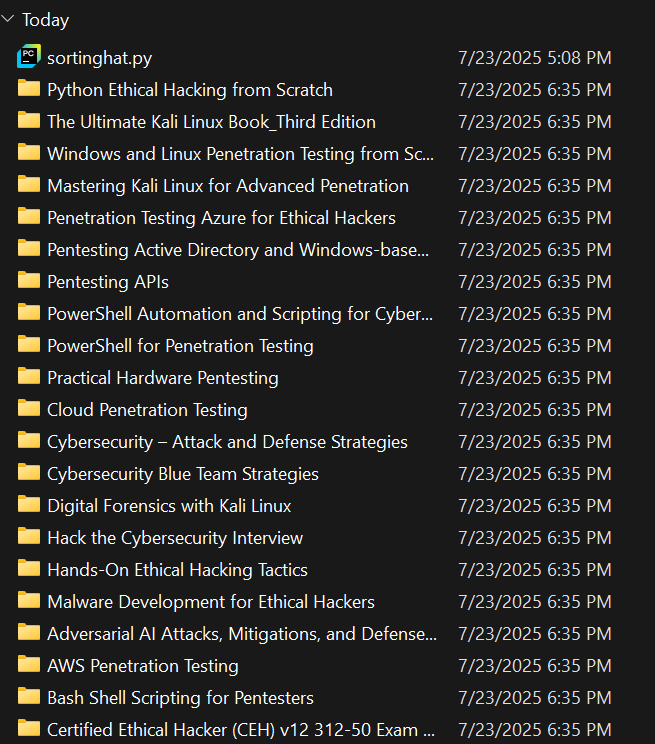 Today
PC sortinghat.py 7/23/2025 5:08 PM
Python Ethical Hacking from Scratch 7/23/2025 6:35 PM
The Ultimate Kali Linux Book_Third Edition 7/23/2025 6:35 PM
Windows and Linux Penetration Testing from Sc... 7/23/2025 6:35 PM
Mastering Kali Linux for Advanced Penetration 7/23/2025 6:35 PM
Penetration Testing Azure for Ethical Hackers 7/23/2025 6:35 PM
Pentesting Active Directory and Windows-base... 7/23/2025 6:35 PM
Pentesting APIs 7/23/2025 6:35 PM
PowerShell Automation and Scripting for Cyber... 7/23/2025 6:35 PM
PowerShell for Penetration Testing 7/23/2025 6:35 PM
Practical Hardware Pentesting 7/23/2025 6:35 PM
Cloud Penetration Testing 7/23/2025 6:35 PM
Cybersecurity – Attack and Defense Strategies 7/23/2025 6:35 PM
Cybersecurity Blue Team Strategies 7/23/2025 6:35 PM
Digital Forensics with Kali Linux 7/23/2025 6:35 PM
Hack the Cybersecurity Interview 7/23/2025 6:35 PM
Hands-On Ethical Hacking Tactics 7/23/2025 6:35 PM
Malware Development for Ethical Hackers 7/23/2025 6:35 PM
Adversarial AI Attacks, Mitigations, and Defense... 7/23/2025 6:35 PM
AWS Penetration Testing 7/23/2025 6:35 PM
Bash Shell Scripting for Pentesters 7/23/2025 6:35 PM
Certified Ethical Hacker (CEH) v12 312-50 Exam ... 7/23/2025 6:35 PM